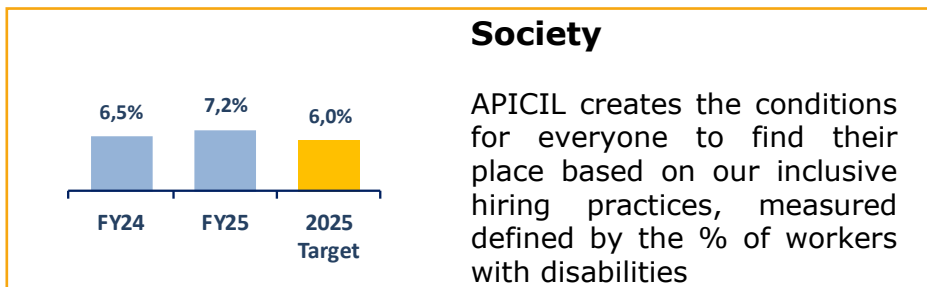 Society
6,5%
7,2%
6,0%
FY24
FY25
2025
Target
APICIL creates the conditions
for everyone to find their
place based on our inclusive
hiring practices, measured
defined by the % of workers
with disabilities